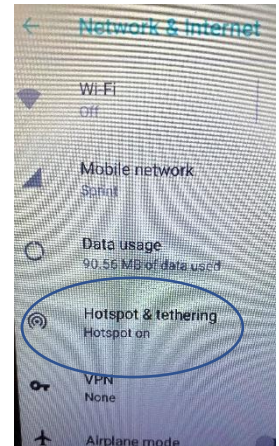 Network & Internet
Wi-Fi
Off
Mobile network
Sprint
Data usage
90.56 MB of data used
Hotspot & tethering
Hotspot on
VPN
None
Airplane mode